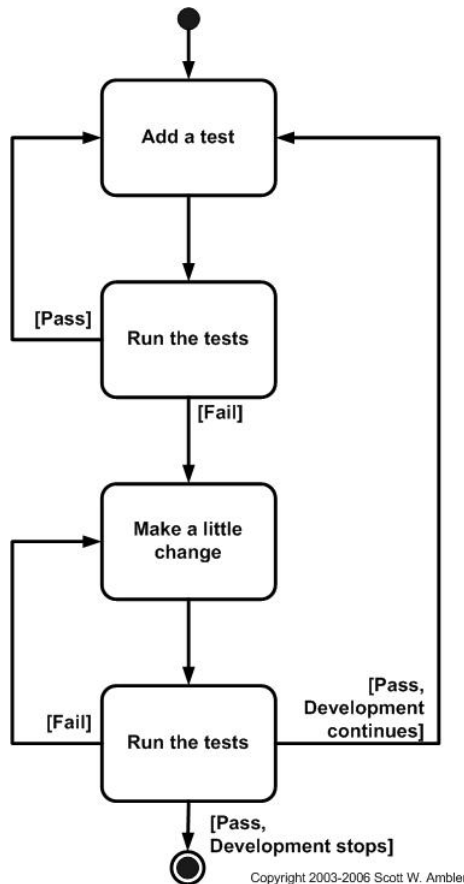 Add a test
[Pass]
Run the tests
[Fail]
Make a little
change
[Fail]
Run the tests
[Pass,
Development
continues]
[Pass,
Development stops]
Copyright 2003-2006 Scott W. Ambler